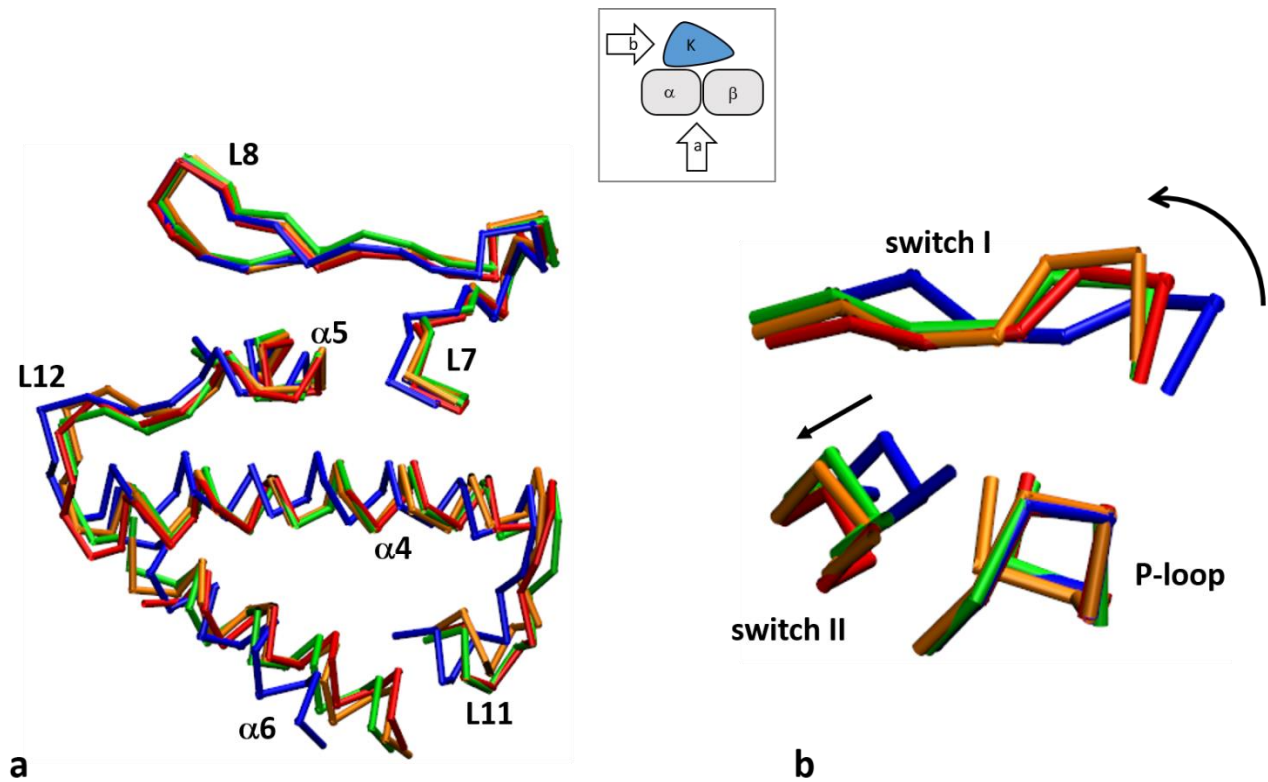 b
K
α
β
a
L8
switch I
α5
L7
L12
α4
P-loop
switch II
α6
L11
a
b